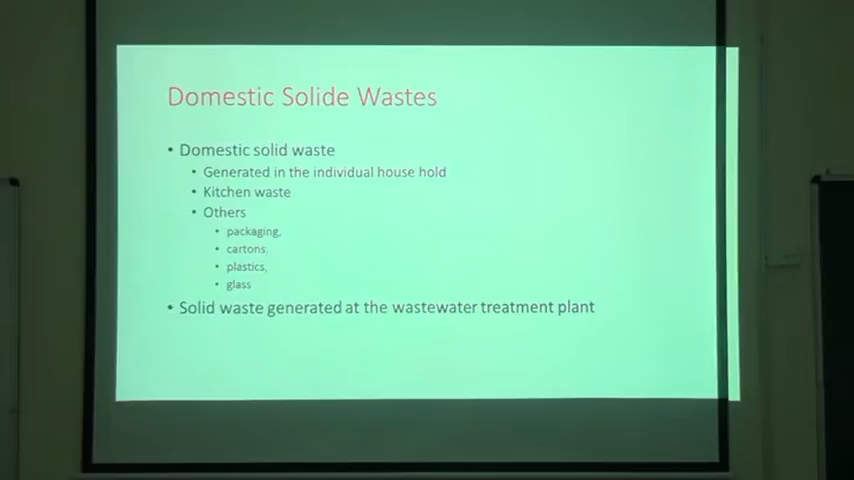 Domestic Solide Wastes
• Domestic solid waste
• Generated in the individual house hold
• Kitchen waste
• Others
• packaging,
• cartons,
• plastics,
• glass
• Solid waste generated at the wastewater treatment plant